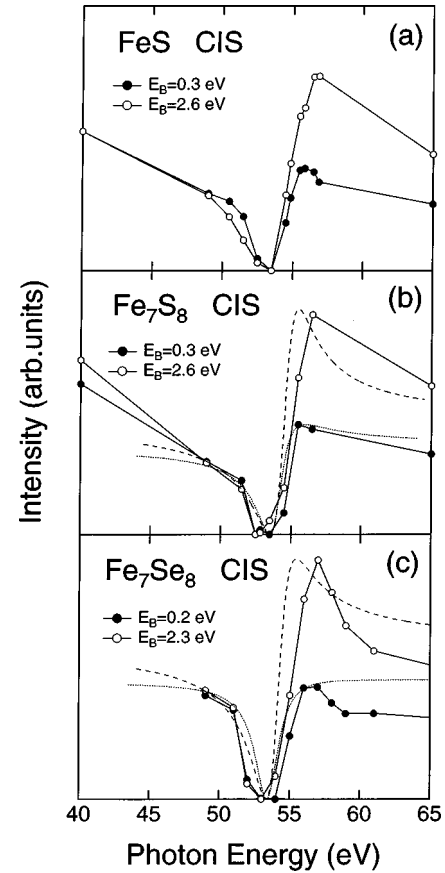 FeS CIS (a)
E_B=0.3 eV
E_B=2.6 eV
Fe₇S₈ CIS (b)
E_B=0.3 eV
E_B=2.6 eV
Fe₇Se₈ CIS (c)
E_B=0.2 eV
E_B=2.3 eV
Intensity (arb.units)
40 45 50 55 60 65
Photon Energy (eV)